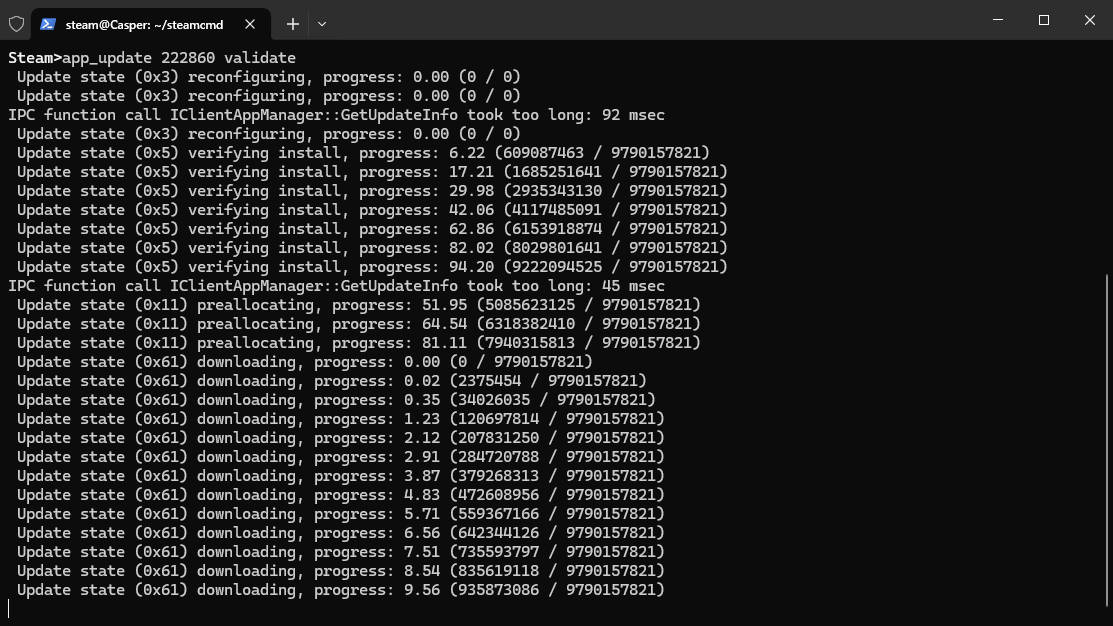 steam@Casper: ~/steamcmd
Steam>app_update 222860 validate
Update state (0x3) reconfiguring, progress: 0.00 (0 / 0)
Update state (0x3) reconfiguring, progress: 0.00 (0 / 0)
IPC function call IClientAppManager::GetUpdateInfo took too long: 92 msec
Update state (0x3) reconfiguring, progress: 0.00 (0 / 0)
Update state (0x5) verifying install, progress: 6.22 (609087463 / 9790157821)
Update state (0x5) verifying install, progress: 17.21 (1685251641 / 9790157821)
Update state (0x5) verifying install, progress: 29.98 (2935343130 / 9790157821)
Update state (0x5) verifying install, progress: 42.06 (4117485091 / 9790157821)
Update state (0x5) verifying install, progress: 62.86 (6153918874 / 9790157821)
Update state (0x5) verifying install, progress: 82.02 (8029801641 / 9790157821)
Update state (0x5) verifying install, progress: 94.20 (9222094525 / 9790157821)
IPC function call IClientAppManager::GetUpdateInfo took too long: 45 msec
Update state (0x11) preallocating, progress: 51.95 (5085623125 / 9790157821)
Update state (0x11) preallocating, progress: 64.54 (6318382410 / 9790157821)
Update state (0x11) preallocating, progress: 81.11 (7940315813 / 9790157821)
Update state (0x61) downloading, progress: 0.00 (0 / 9790157821)
Update state (0x61) downloading, progress: 0.02 (2375454 / 9790157821)
Update state (0x61) downloading, progress: 0.35 (34026035 / 9790157821)
Update state (0x61) downloading, progress: 1.23 (120697814 / 9790157821)
Update state (0x61) downloading, progress: 2.12 (207831250 / 9790157821)
Update state (0x61) downloading, progress: 2.91 (284720788 / 9790157821)
Update state (0x61) downloading, progress: 3.87 (379268313 / 9790157821)
Update state (0x61) downloading, progress: 4.83 (472608956 / 9790157821)
Update state (0x61) downloading, progress: 5.71 (559367166 / 9790157821)
Update state (0x61) downloading, progress: 6.56 (642344126 / 9790157821)
Update state (0x61) downloading, progress: 7.51 (735593797 / 9790157821)
Update state (0x61) downloading, progress: 8.54 (835619118 / 9790157821)
Update state (0x61) downloading, progress: 9.56 (935873086 / 9790157821)